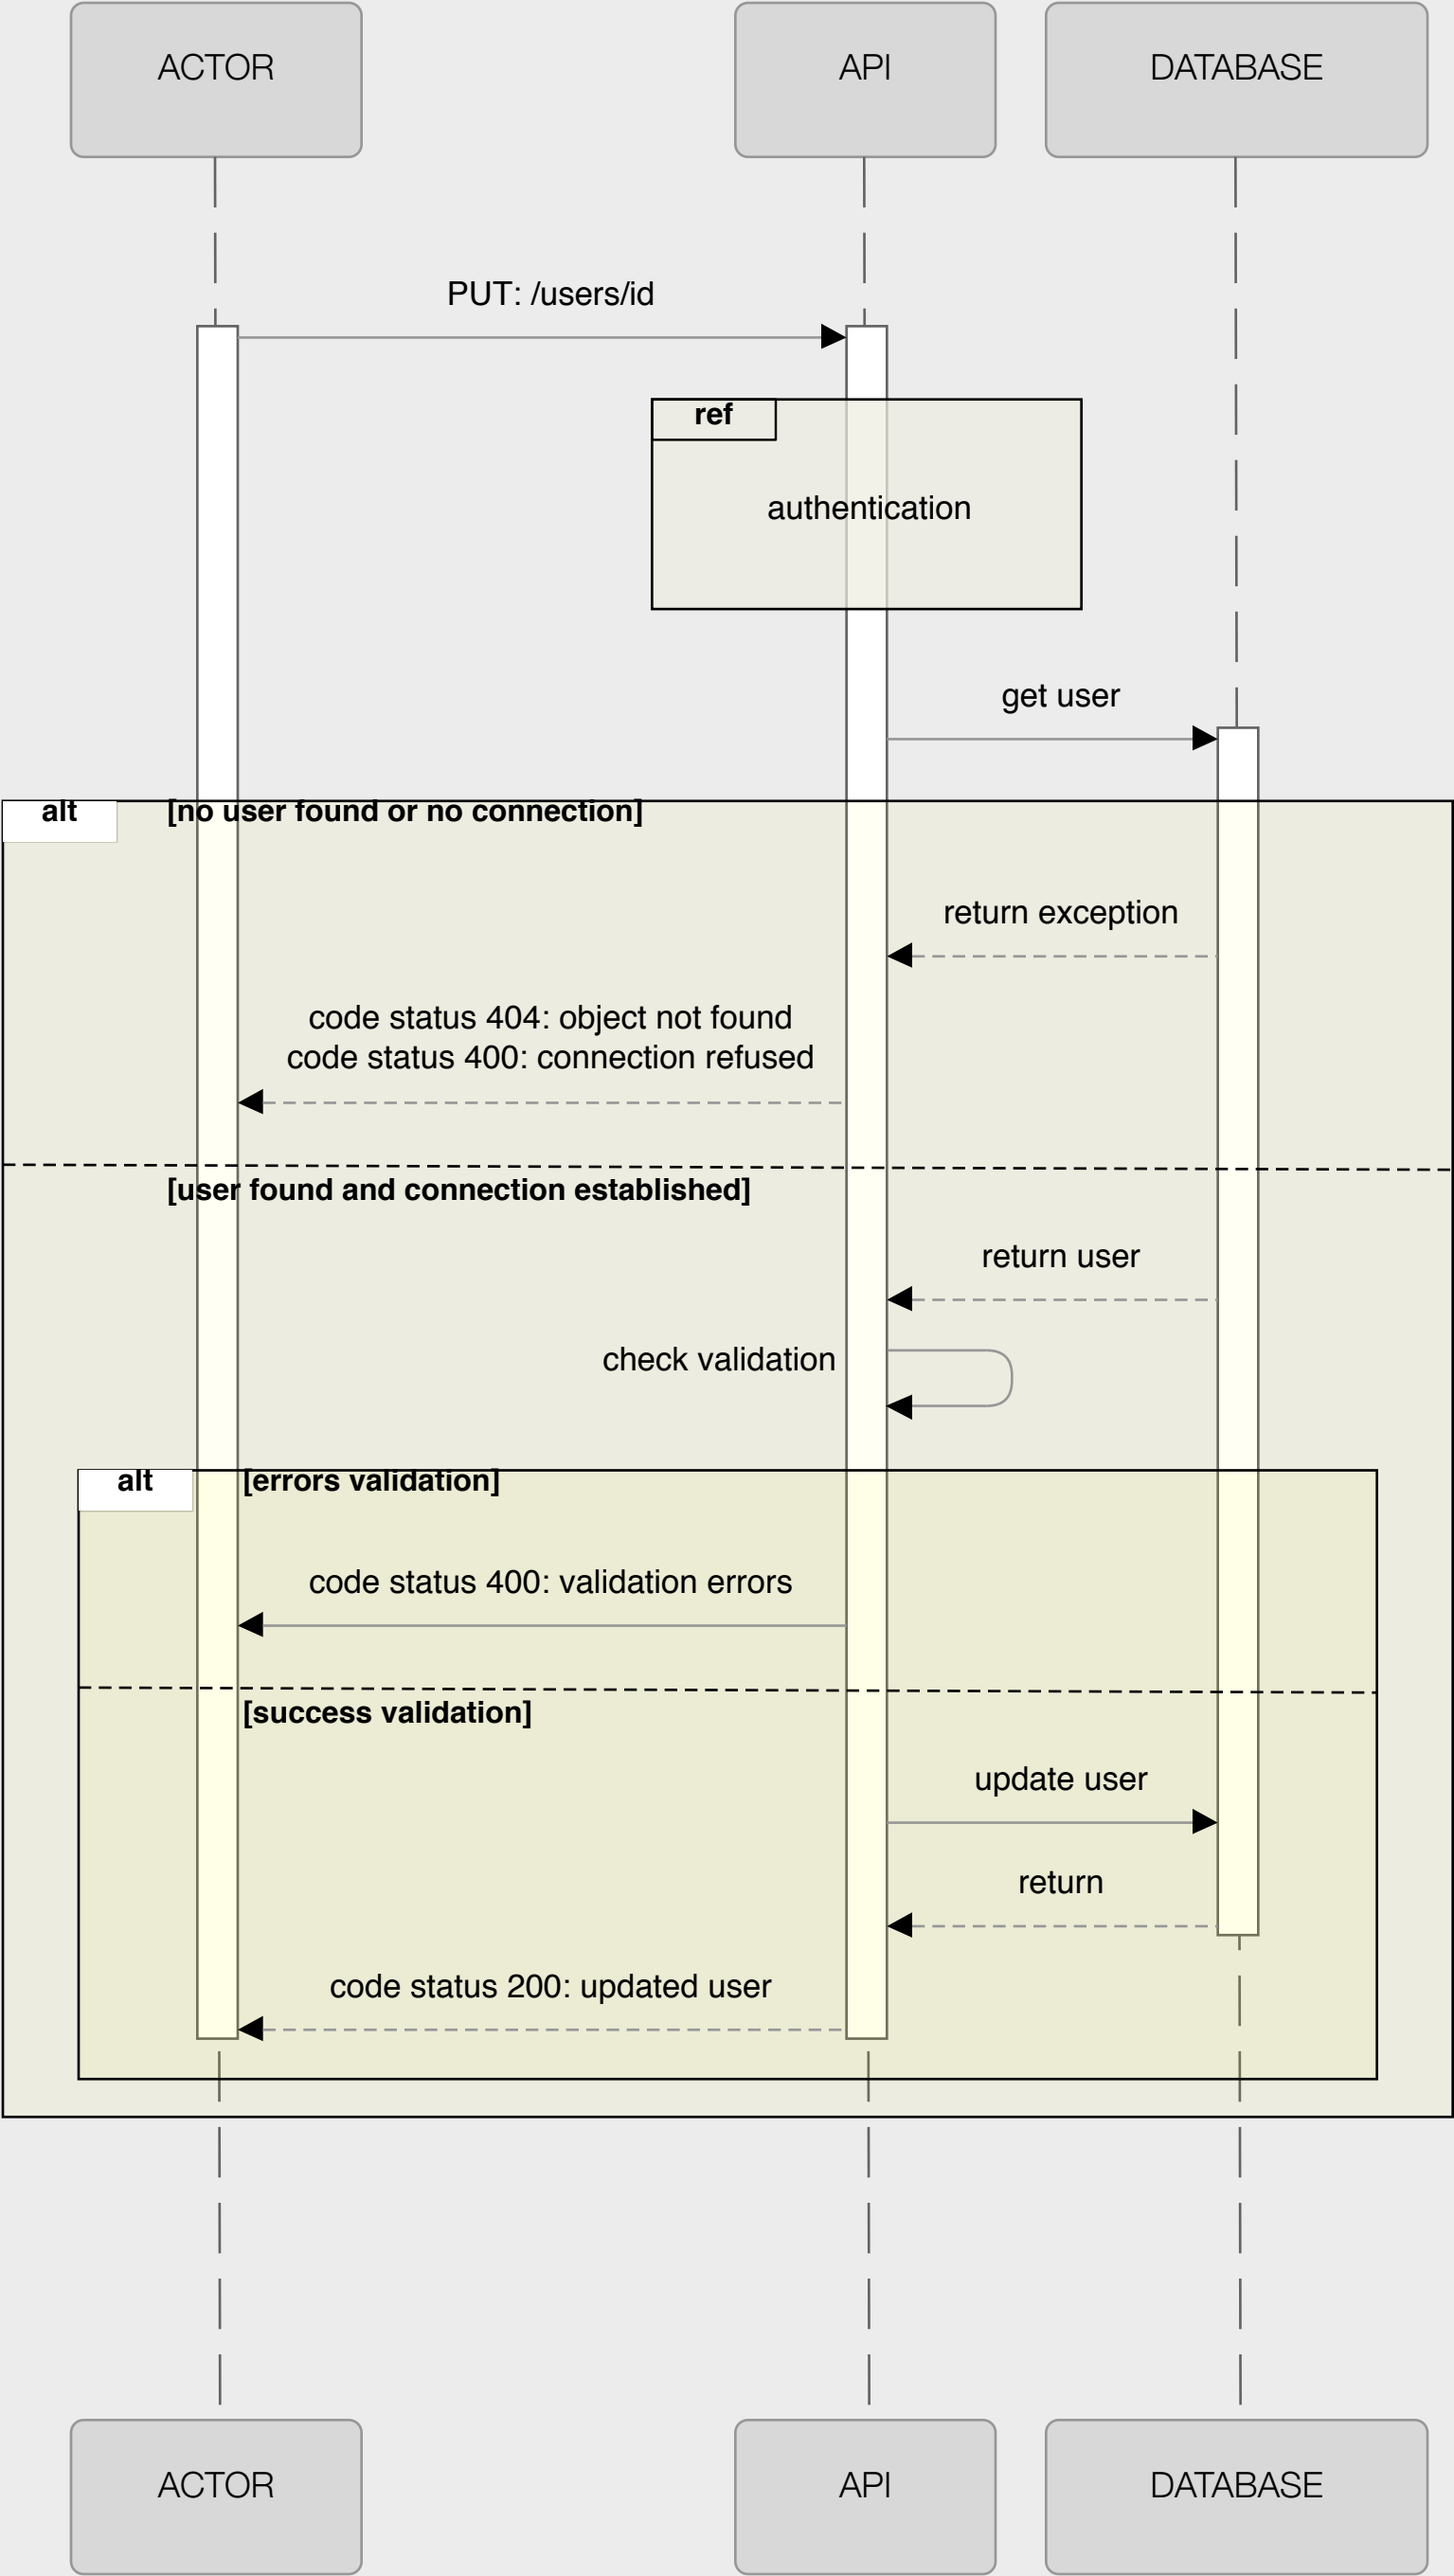 ACTOR
API
DATABASE
PUT: /users/id
ref
authentication
get user
alt
[no user found or no connection]
return exception
code status 404: object not found
code status 400: connection refused
[user found and connection established]
return user
check validation
alt
[errors validation]
code status 400: validation errors
[success validation]
update user
return
code status 200: updated user
ACTOR
API
DATABASE